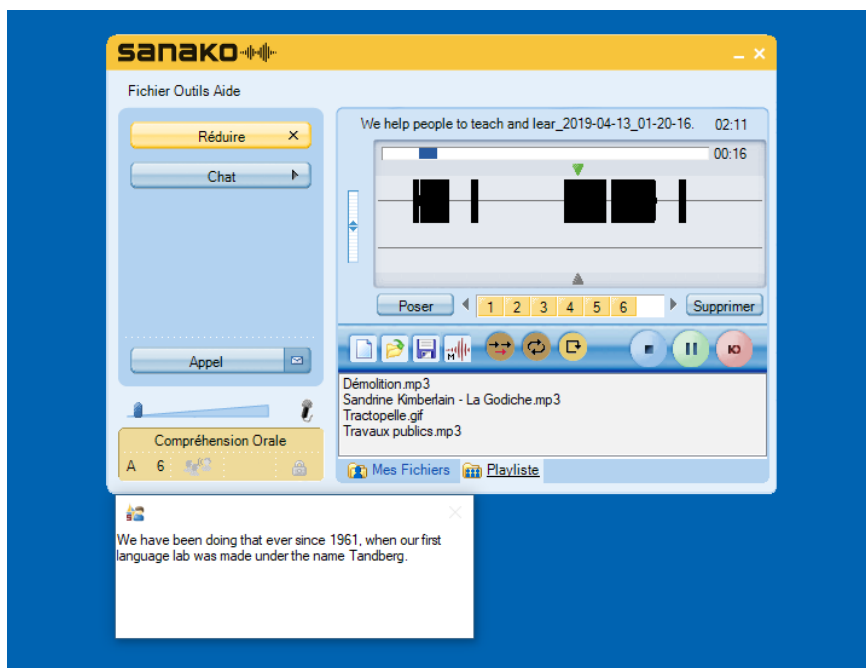 sanako
Fichier Outils Aide
Réduire
Chat
Appel
Compréhension Orale
A 6
We help people to teach and lear_2019-04-13_01-20-16. 02:11
00:16
Poser 1 2 3 4 5 6 Supprimer
M
Démolition.mp3
Sandrine Kimberlain - La Godiche.mp3
Tractopelle.gif
Travaux publics.mp3
Mes Fichiers Playliste
We have been doing that ever since 1961, when our first
language lab was made under the name Tandberg.